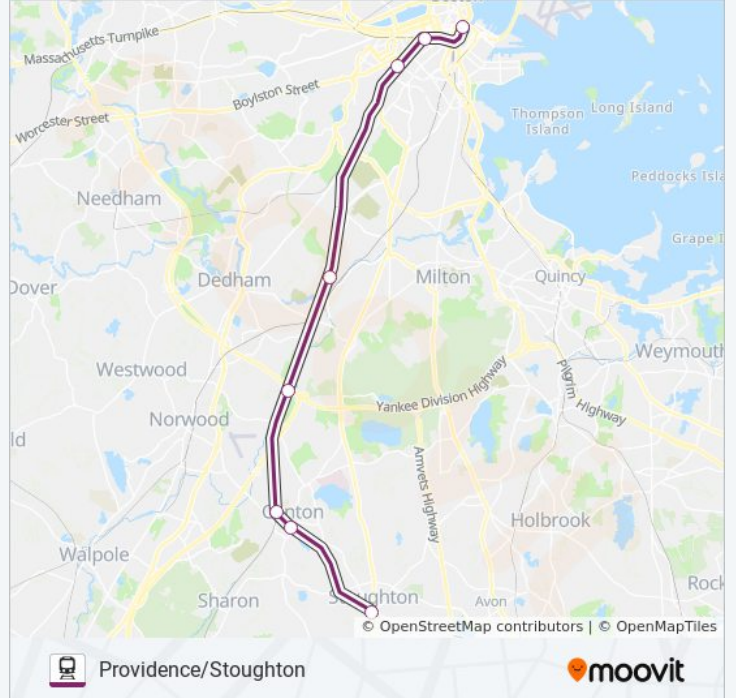 Massachusetts Turnpike
Boylston Street
Worcester Street
Thompson
Island
Long Island
Peddocks Isla
Needham
Grape I
Dover
Dedham
Milton
Quincy
Westwood
Weymouth
Yankee Division Highway
Pilgrim
Highway
Norwood
ld
Amvets Highway
Canton
Holbrook
Walpole
Sharon
Stoughton
Avon
Rock
© OpenStreetMap contributors | © OpenMapTiles
Providence/Stoughton
moovit